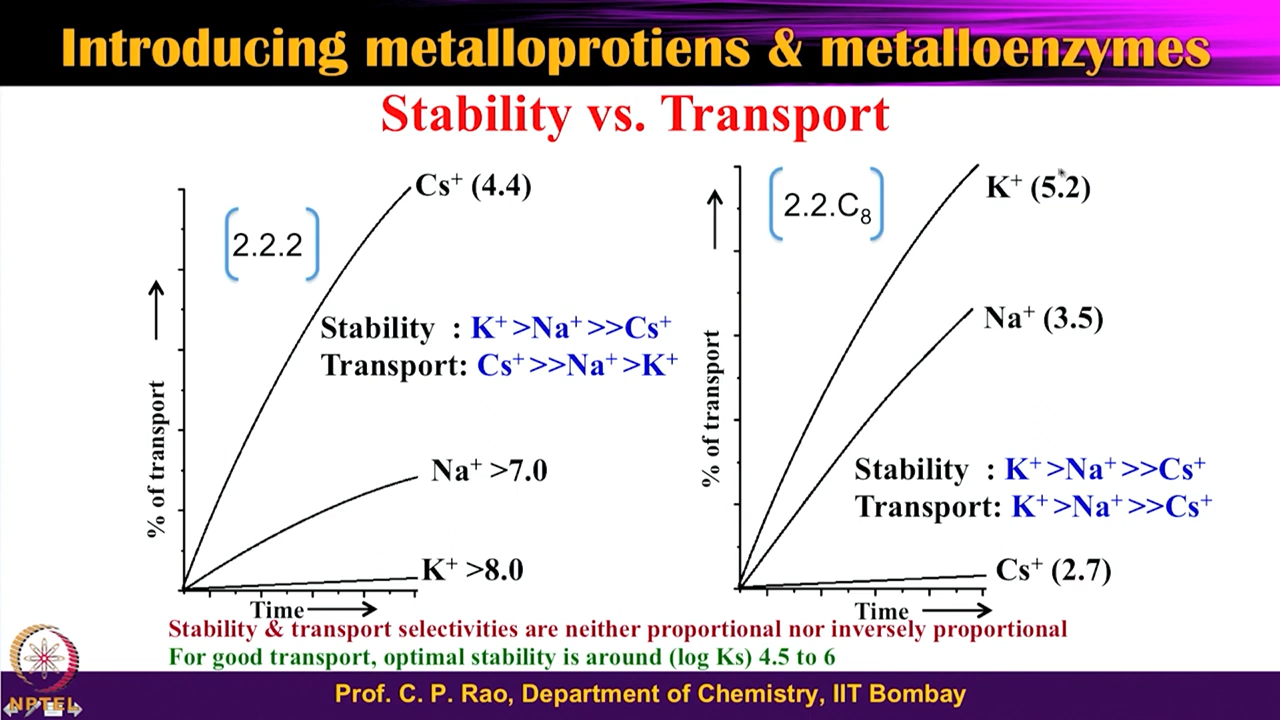 Introducing metalloprotiens & metalloenzymes
Stability vs. Transport
% of transport
[2.2.2]
Cs⁺ (4.4)
Stability : K⁺ >Na⁺ >>Cs⁺
Transport: Cs⁺ >>Na⁺ >K⁺
Na⁺ >7.0
K⁺ >8.0
Time
% of transport
[2.2.C₈]
K⁺ (5.2)
Na⁺ (3.5)
Stability : K⁺ >Na⁺ >>Cs⁺
Transport: K⁺ >Na⁺ >>Cs⁺
Cs⁺ (2.7)
Time
Stability & transport selectivities are neither proportional nor inversely proportional
For good transport, optimal stability is around (log Ks) 4.5 to 6
NPTEL
Prof. C. P. Rao, Department of Chemistry, IIT Bombay